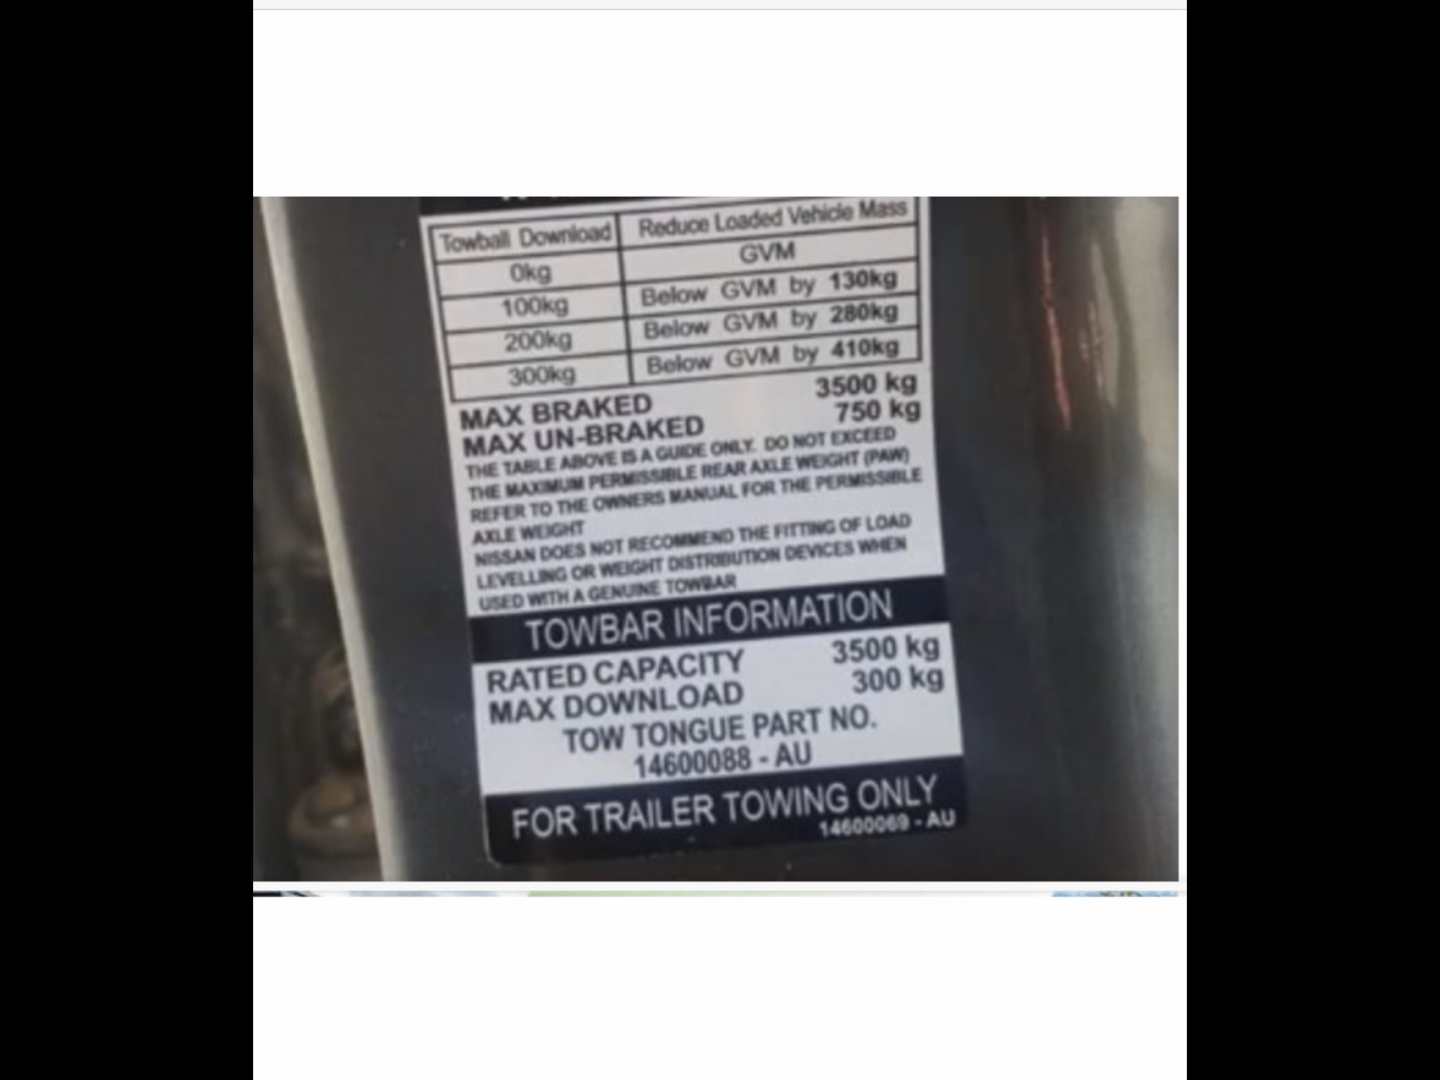 Towball Download Reduce Loaded Vehicle Mass
0kg GVM
100kg Below GVM by 130kg
200kg Below GVM by 280kg
300kg Below GVM by 410kg
MAX BRAKED 3500 kg
MAX UN-BRAKED 750 kg
THE TABLE ABOVE IS A GUIDE ONLY. DO NOT EXCEED
THE MAXIMUM PERMISSIBLE REAR AXLE WEIGHT (PAW)
REFER TO THE OWNERS MANUAL FOR THE PERMISSIBLE
AXLE WEIGHT
NISSAN DOES NOT RECOMMEND THE FITTING OF LOAD
LEVELLING OR WEIGHT DISTRIBUTION DEVICES WHEN
USED WITH A GENUINE TOWBAR
TOWBAR INFORMATION
RATED CAPACITY 3500 kg
MAX DOWNLOAD 300 kg
TOW TONGUE PART NO.
14600088 - AU
FOR TRAILER TOWING ONLY
14600069 - AU